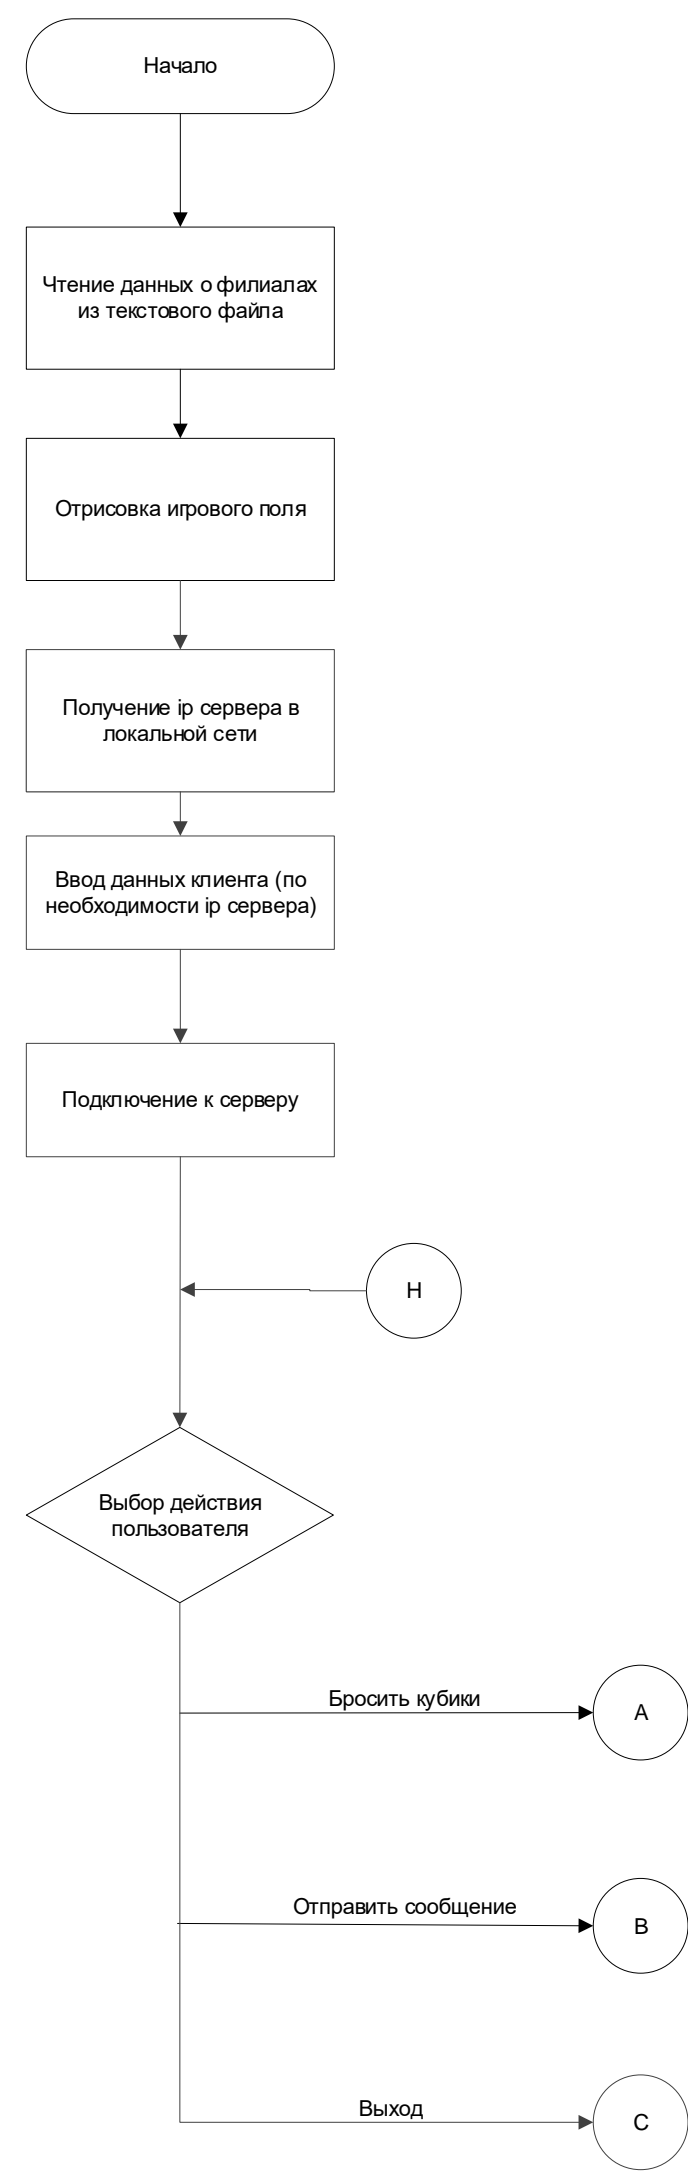 Начало
Чтение данных о филиалах
из текстового файла
Отрисовка игрового поля
Получение ip сервера в
локальной сети
Ввод данных клиента (по
необходимости ip сервера)
Подключение к серверу
H
Выбор действия
пользователя
Бросить кубики
A
Отправить сообщение
B
Выход
C